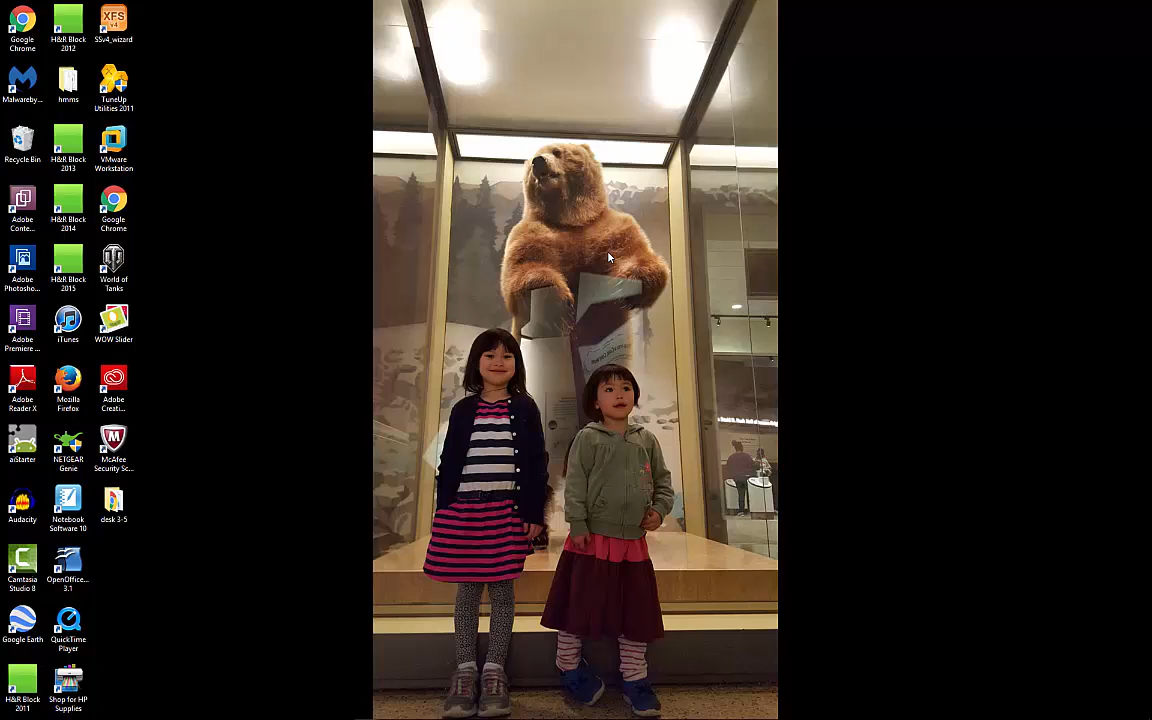 Google
Chrome
H&R Block
2012
XFS
v4
SSv4_wizard
Malwareby...
hmms
TuneUp
Utilities 2011
Recycle Bin
H&R Block
2013
VMware
Workstation
Adobe
Conte...
H&R Block
2014
Google
Chrome
Adobe
Photosho...
H&R Block
2015
World of
Tanks
Adobe
Premiere ...
iTunes
WOW Slider
Adobe
Reader X
Mozilla
Firefox
Adobe
Creati...
aiStarter
NETGEAR
Genie
McAfee
Security Sc...
Audacity
Notebook
Software 10
desk 3-5
Camtasia
Studio 8
OpenOffice...
3.1
Google Earth
QuickTime
Player
H&R Block
2011
Shop for HP
Supplies